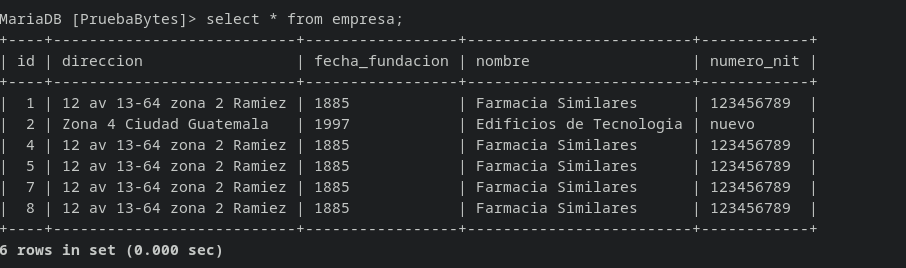 MariaDB [PruebaBytes]> select * from empresa;
+----+---------------------------+-----------------+-------------------------+------------+
| id | direccion                 | fecha_fundacion | nombre                  | numero_nit |
+----+---------------------------+-----------------+-------------------------+------------+
|  1 | 12 av 13-64 zona 2 Ramiez | 1885            | Farmacia Similares      | 123456789  |
|  2 | Zona 4 Ciudad Guatemala   | 1997            | Edificios de Tecnologia | nuevo      |
|  4 | 12 av 13-64 zona 2 Ramiez | 1885            | Farmacia Similares      | 123456789  |
|  5 | 12 av 13-64 zona 2 Ramiez | 1885            | Farmacia Similares      | 123456789  |
|  7 | 12 av 13-64 zona 2 Ramiez | 1885            | Farmacia Similares      | 123456789  |
|  8 | 12 av 13-64 zona 2 Ramiez | 1885            | Farmacia Similares      | 123456789  |
+----+---------------------------+-----------------+-------------------------+------------+
6 rows in set (0.000 sec)